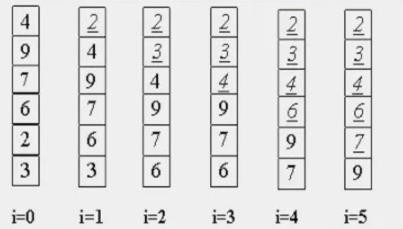 4 2 2 2 2 2
9 4 3 3 3 3
7 9 4 4 4 4
6 7 9 9 6 6
2 6 7 7 9 7
3 3 6 6 7 9
i=0 i=1 i=2 i=3 i=4 i=5